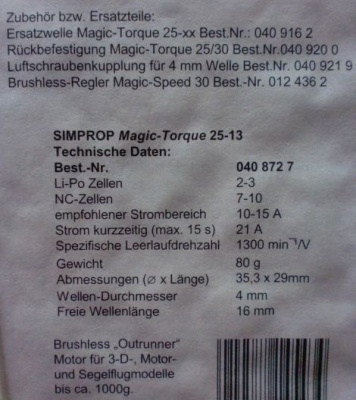 Zubehör bzw. Ersatzteile:
Ersatzwelle Magic-Torque 25-xx Best.Nr.: 040 916 2
Rückbefestigung Magic-Torque 25/30 Best.Nr.040 920 0
Luftschraubenkupplung für 4 mm Welle Best.Nr. 040 921 9
Brushless-Regler Magic-Speed 30 Best.-Nr. 012 436 2
SIMPROP Magic-Torque 25-13
Technische Daten:
Best.-Nr. 040 872 7
Li-Po Zellen 2-3
NC-Zellen 7-10
empfohlener Strombereich 10-15 A
Strom kurzzeitig (max. 15 s) 21 A
Spezifische Leerlaufdrehzahl 1300 min⁻¹/V
Gewicht 80 g
Abmessungen (Ø x Länge) 35,3 x 29mm
Wellen-Durchmesser 4 mm
Freie Wellenlänge 16 mm
Brushless „Outrunner"
Motor für 3-D-, Motor-
und Segelflugmodelle
bis ca. 1000g.